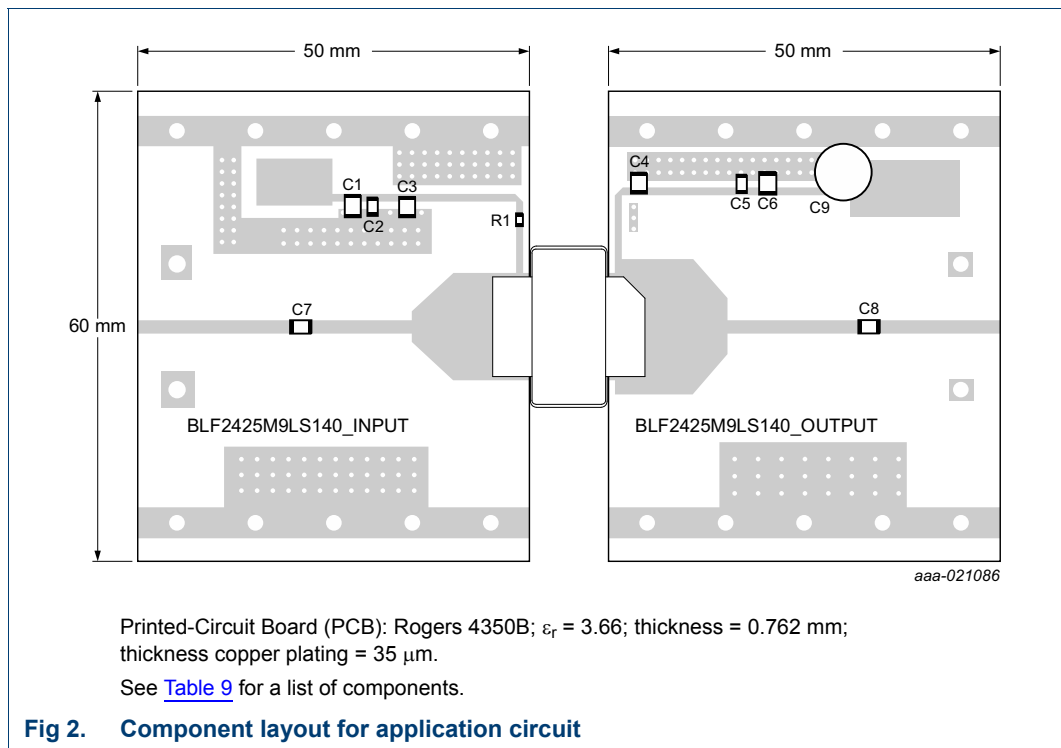 50 mm
50 mm
60 mm
C1
C2
C3
R1
C4
C5
C6
C9
C7
C8
BLF2425M9LS140_INPUT
BLF2425M9LS140_OUTPUT
aaa-021086
Printed-Circuit Board (PCB): Rogers 4350B; εr = 3.66; thickness = 0.762 mm;
thickness copper plating = 35 μm.
See Table 9 for a list of components.
Fig 2. Component layout for application circuit